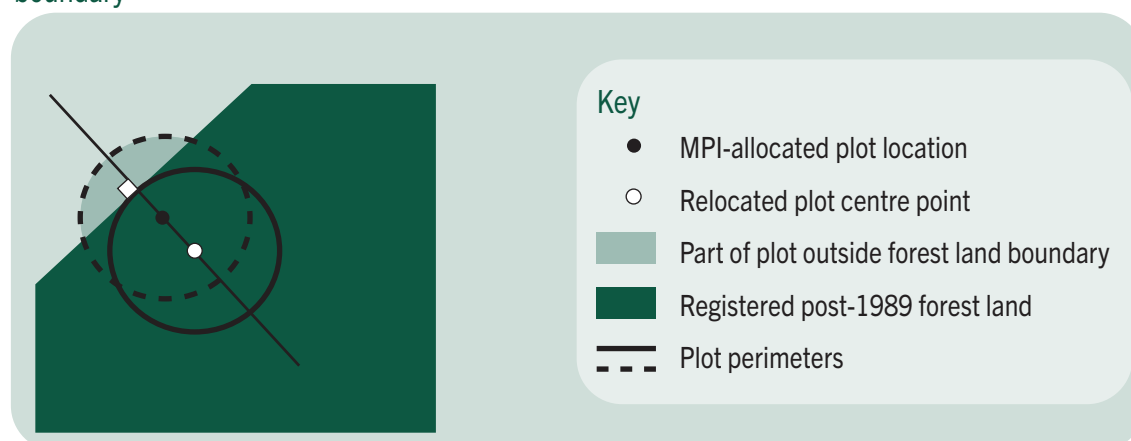 boundary
Key
MPI-allocated plot location
Relocated plot centre point
Part of plot outside forest land boundary
Registered post-1989 forest land
Plot perimeters